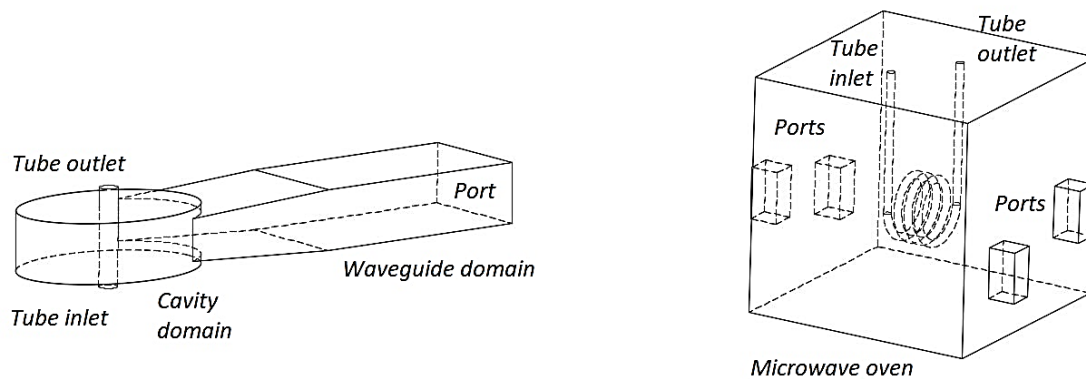 Tube outlet
Tube inlet
Cavity
domain
Waveguide domain
Port
Tube
inlet
Tube
outlet
Ports
Ports
Microwave oven